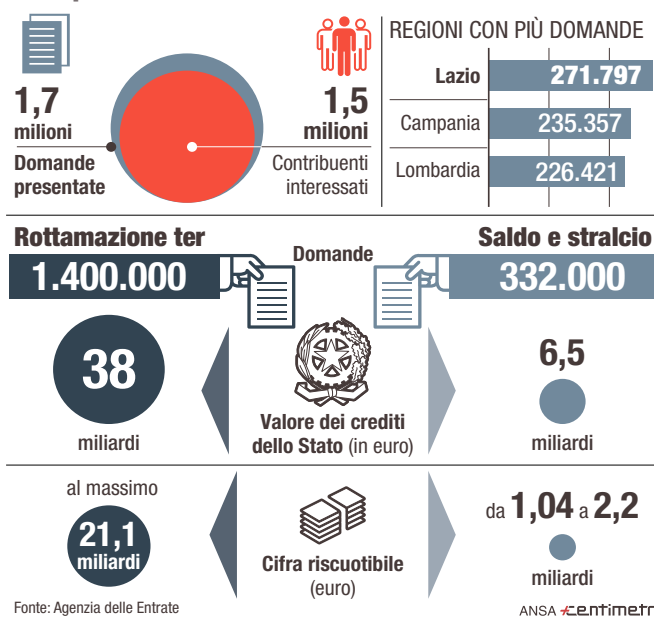 1,7
milioni
Domande
presentate
1,5
milioni
Contribuenti
interessati
REGIONI CON PIÙ DOMANDE
Lazio 271.797
Campania 235.357
Lombardia 226.421
Rottamazione ter
1.400.000
Domande
Saldo e stralcio
332.000
38
miliardi
Valore dei crediti
dello Stato (in euro)
6,5
miliardi
al massimo
21,1
miliardi
Cifra riscuotibile
(euro)
da 1,04 a 2,2
miliardi
Fonte: Agenzia delle Entrate
ANSA centimetr